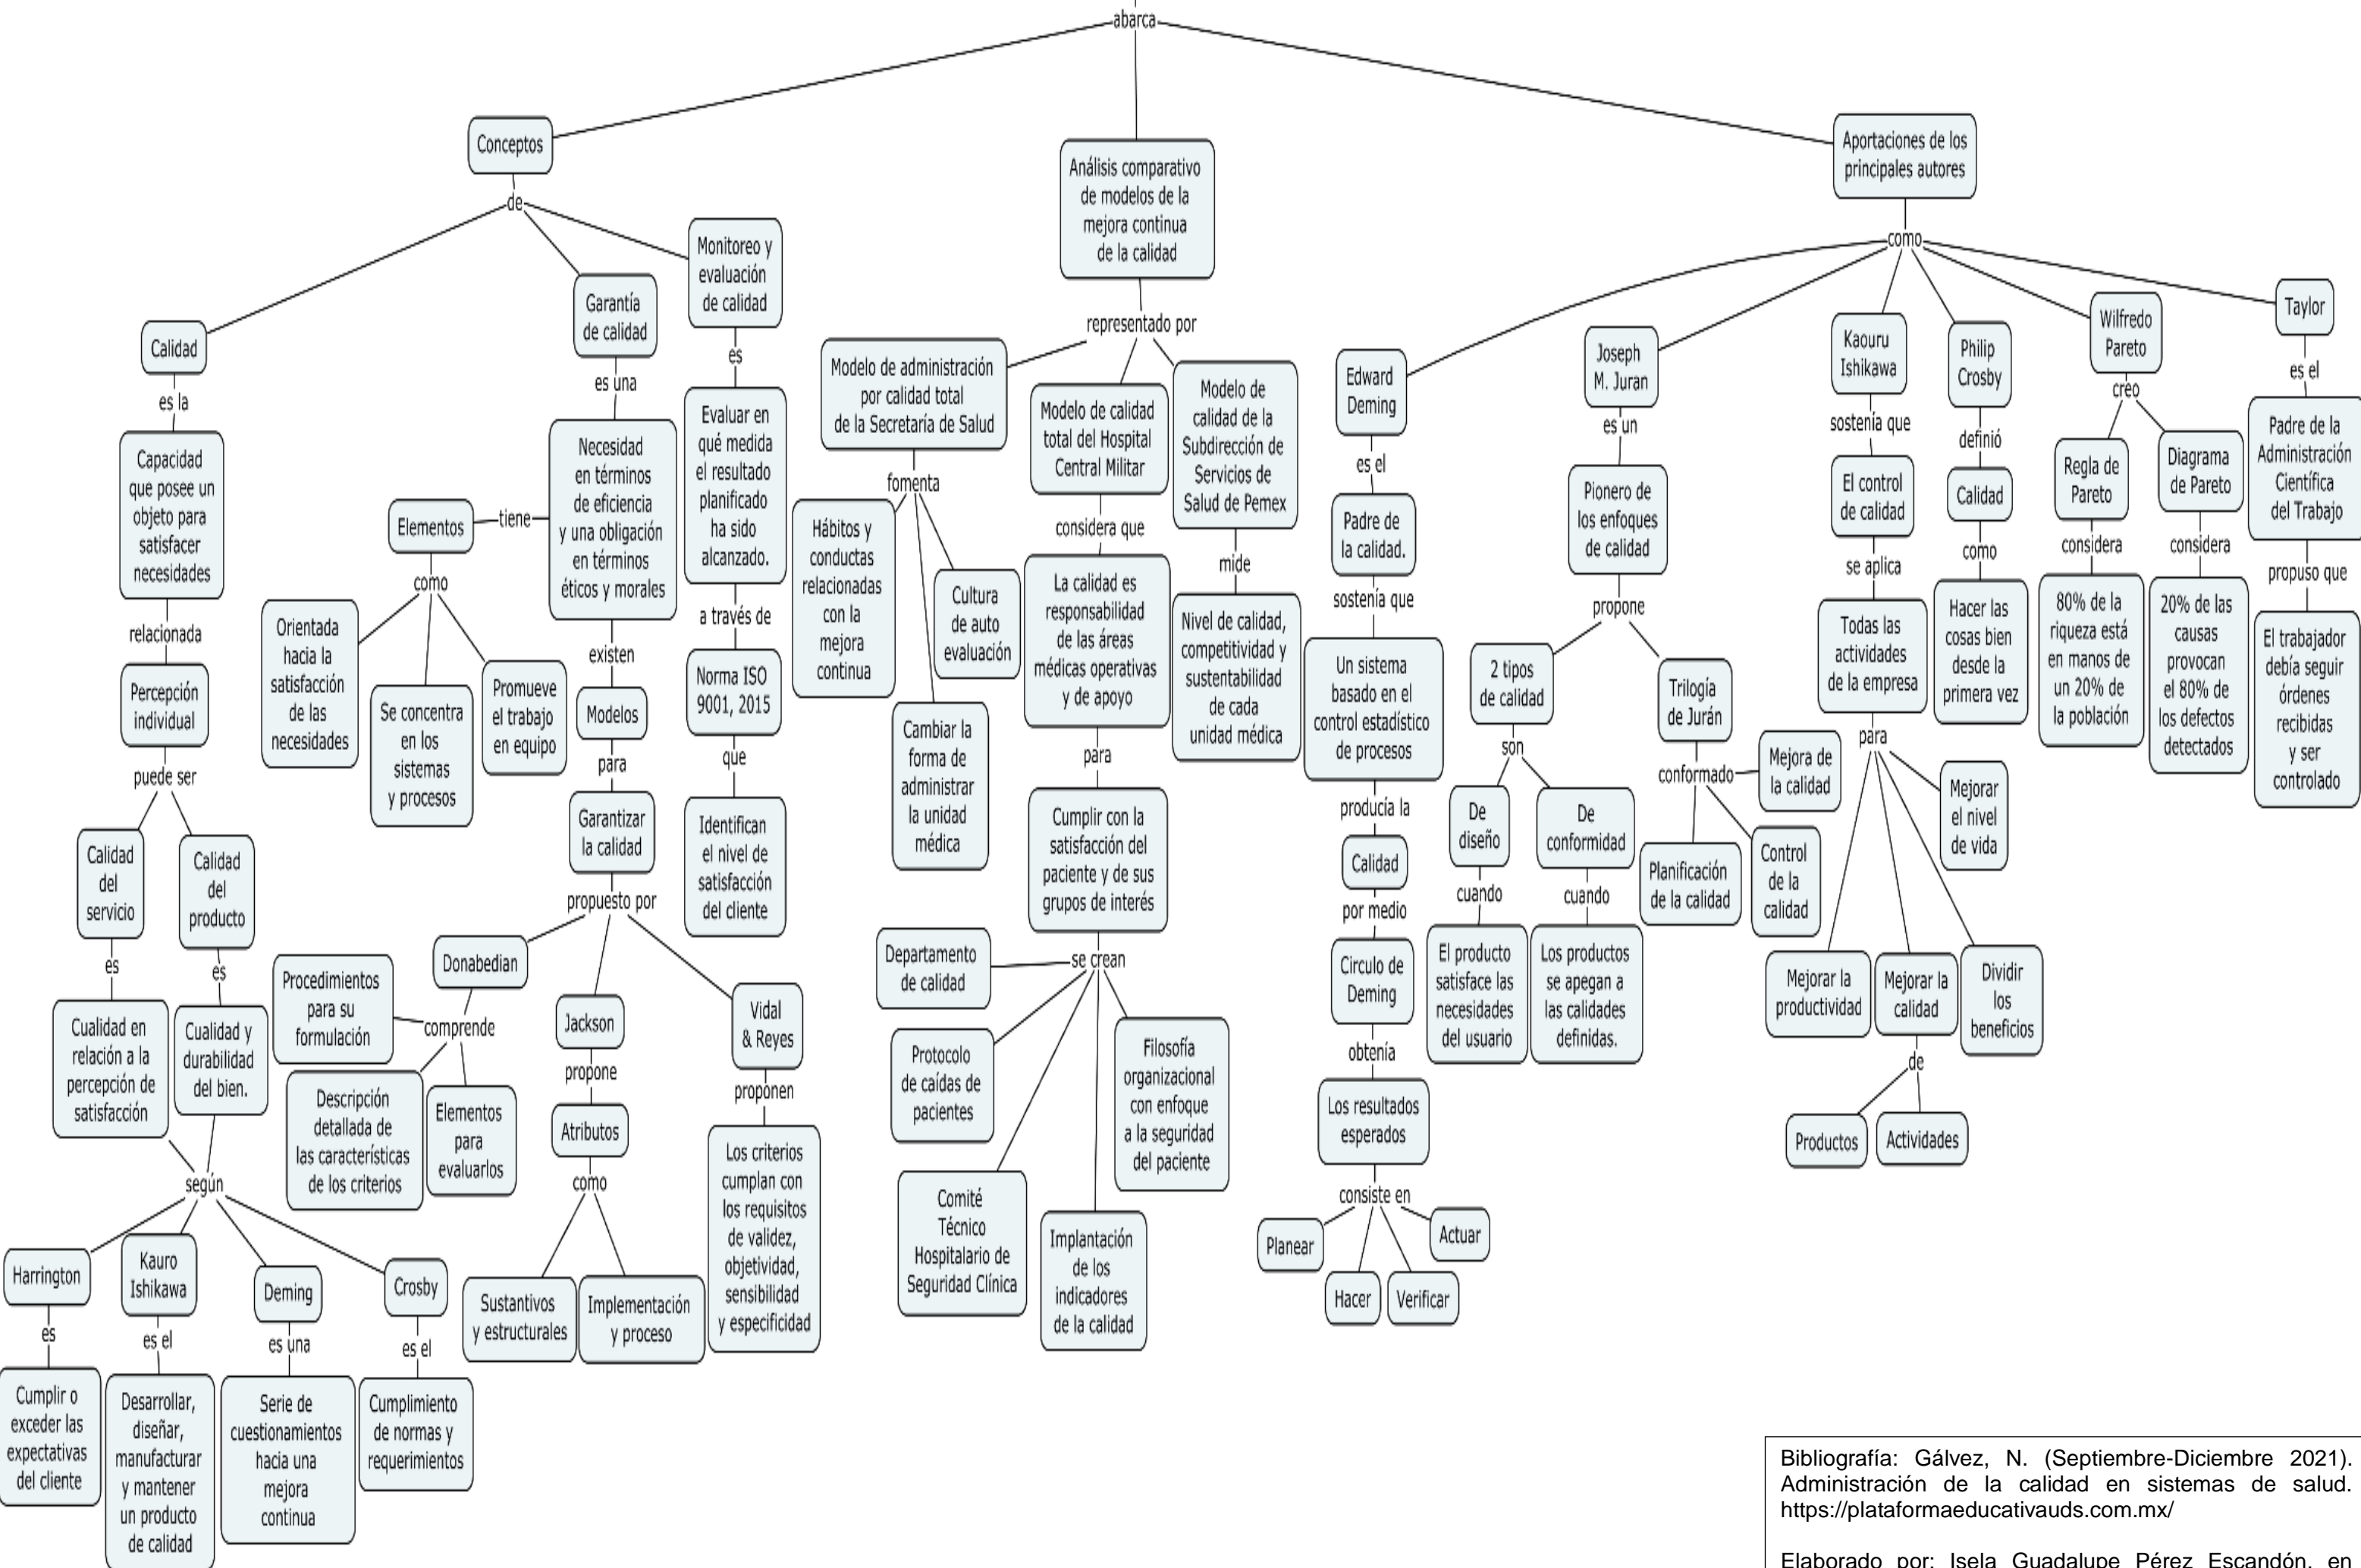 abarca
Conceptos
de
Calidad
es la
Capacidad
que posee un
objeto para
satisfacer
necesidades
relacionada
Percepción
individual
puede ser
Calidad
del
servicio
es
Cualidad en
relación a la
percepción de
satisfacción
Calidad
del
producto
es
Cualidad y
durabilidad
del bien.
según
Harrington
es
Cumplir o
exceder las
expectativas
del cliente
Kauro
Ishikawa
es el
Desarrollar,
diseñar,
manufacturar
y mantener
un producto
de calidad
Deming
es una
Serie de
cuestionamientos
hacia una
mejora
continua
Crosby
es el
Cumplimiento
de normas y
requerimientos
Garantía
de calidad
es una
Necesidad
en términos
de eficiencia
y una obligación
en términos
éticos y morales
tiene
Elementos
como
Orientada
hacia la
satisfacción
de las
necesidades
Se concentra
en los
sistemas
y procesos
Promueve
el trabajo
en equipo
existen
Modelos
para
Garantizar
la calidad
propuesto por
Donabedian
comprende
Procedimientos
para su
formulación
Descripción
detallada de
las características
de los criterios
Elementos
para
evaluarlos
Jackson
propone
Atributos
como
Sustantivos
y estructurales
Implementación
y proceso
Vidal
& Reyes
proponen
Los criterios
cumplan con
los requisitos
de validez,
objetividad,
sensibilidad
y especificidad
Monitoreo y
evaluación
de calidad
es
Evaluar en
qué medida
el resultado
planificado
ha sido
alcanzado.
a través de
Norma ISO
9001, 2015
que
Identifican
el nivel de
satisfacción
del cliente
Análisis comparativo
de modelos de la
mejora continua
de la calidad
representado por
Modelo de administración
por calidad total
de la Secretaría de Salud
fomenta
Hábitos y
conductas
relacionadas
con la
mejora
continua
Cambiar la
forma de
administrar
la unidad
médica
Cultura
de auto
evaluación
Modelo de calidad
total del Hospital
Central Militar
considera que
La calidad es
responsabilidad
de las áreas
médicas operativas
y de apoyo
para
Cumplir con la
satisfacción del
paciente y de sus
grupos de interés
se crean
Departamento
de calidad
Protocolo
de caídas de
pacientes
Comité
Técnico
Hospitalario de
Seguridad Clínica
Implantación
de los
indicadores
de la calidad
Filosofía
organizacional
con enfoque
a la seguridad
del paciente
Modelo de
calidad de la
Subdirección de
Servicios de
Salud de Pemex
mide
Nivel de calidad,
competitividad y
sustentabilidad
de cada
unidad médica
Aportaciones de los
principales autores
como
Edward
Deming
es el
Padre de
la calidad.
sostenía que
Un sistema
basado en el
control estadístico
de procesos
producía la
Calidad
por medio
Circulo de
Deming
obtenía
Los resultados
esperados
consiste en
Planear
Hacer
Verificar
Actuar
Joseph
M. Juran
es un
Pionero de
los enfoques
de calidad
propone
2 tipos
de calidad
son
De
diseño
cuando
El producto
satisface las
necesidades
del usuario
De
conformidad
cuando
Los productos
se apegan a
las calidades
definidas.
Trilogía
de Jurán
conformado
Mejora de
la calidad
Planificación
de la calidad
Control
de la
calidad
Kaouru
Ishikawa
sostenía que
El control
de calidad
se aplica
Todas las
actividades
de la empresa
para
Mejorar la
productividad
Mejorar la
calidad
de
Productos
Actividades
Dividir
los
beneficios
Mejorar
el nivel
de vida
Philip
Crosby
definió
Calidad
como
Hacer las
cosas bien
desde la
primera vez
Wilfredo
Pareto
creo
Regla de
Pareto
considera
80% de la
riqueza está
en manos de
un 20% de
la población
Diagrama
de Pareto
considera
20% de las
causas
provocan
el 80% de
los defectos
detectados
Taylor
es el
Padre de la
Administración
Científica
del Trabajo
propuso que
El trabajador
debía seguir
órdenes
recibidas
y ser
controlado
Bibliografía: Gálvez, N. (Septiembre-Diciembre 2021).
Administración de la calidad en sistemas de salud.
https://plataformaeducativauds.com.mx/
Elaborado por: Isela Guadalupe Pérez Escandón, en